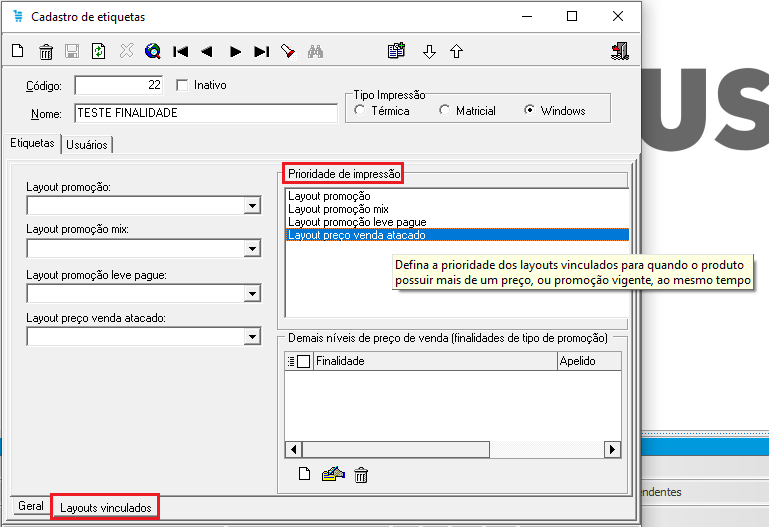 Cadastro de etiquetas
Código: 22 Inativo
Nome: TESTE FINALIDADE
Tipo Impressão
Térmica Matricial Windows
Etiquetas Usuários
Layout promoção:
Layout promoção mix:
Layout promoção leve pague:
Layout preço venda atacado:
Prioridade de impressão
Layout promoção
Layout promoção mix
Layout promoção leve pague
Layout preço venda atacado
Defina a prioridade dos layouts vinculados para quando o produto
possuir mais de um preço, ou promoção vigente, ao mesmo tempo
Demais níveis de preço de venda (finalidades de tipo de promoção)
Finalidade Apelido
Geral Layouts vinculados
US
endentes